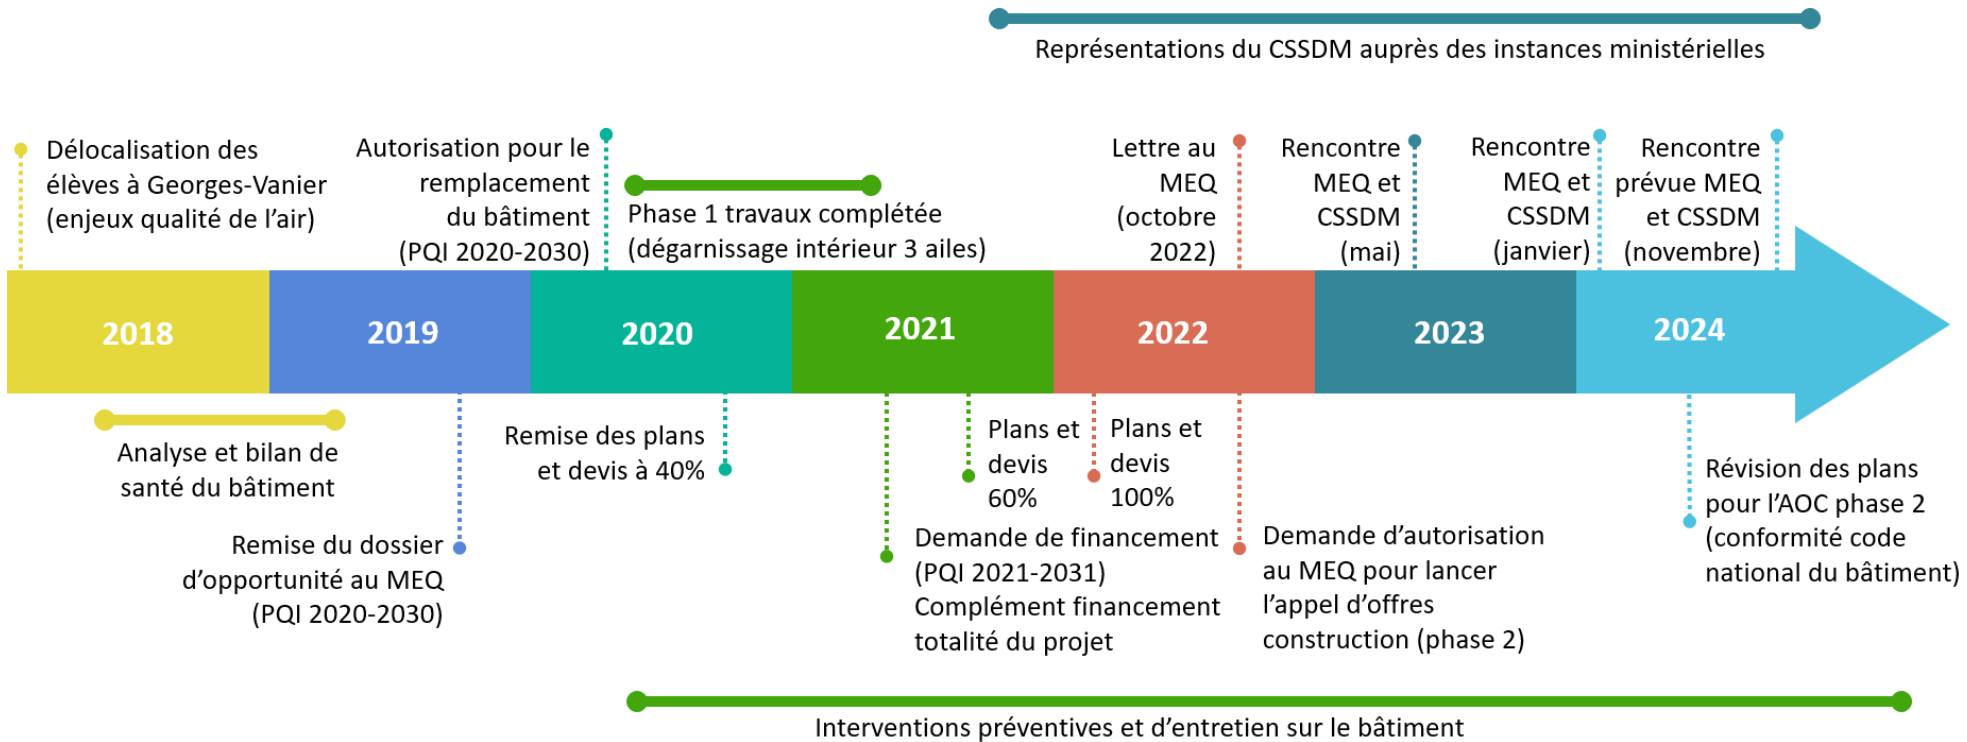 Représentations du CSSDM auprès des instances ministérielles
Délocalisation des
élèves à Georges-Vanier
(enjeux qualité de l'air)
Autorisation pour le
remplacement
du bâtiment
(PQI 2020-2030)
Phase 1 travaux complétée
(dégarnissage intérieur 3 ailes)
Lettre au
MEQ
(octobre
2022)
Rencontre
MEQ et
CSSDM
(mai)
Rencontre
MEQ et
CSSDM
(janvier)
Rencontre
prévue MEQ
et CSSDM
(novembre)
2018
2019
2020
2021
2022
2023
2024
Analyse et bilan de
santé du bâtiment
Remise du dossier
d'opportunité au MEQ
(PQI 2020-2030)
Remise des plans
et devis à 40%
Plans et
devis
60%
Plans et
devis
100%
Demande de financement
(PQI 2021-2031)
Complément financement
totalité du projet
Demande d'autorisation
au MEQ pour lancer
l'appel d'offres
construction (phase 2)
Révision des plans
pour l'AOC phase 2
(conformité code
national du bâtiment)
Interventions préventives et d'entretien sur le bâtiment